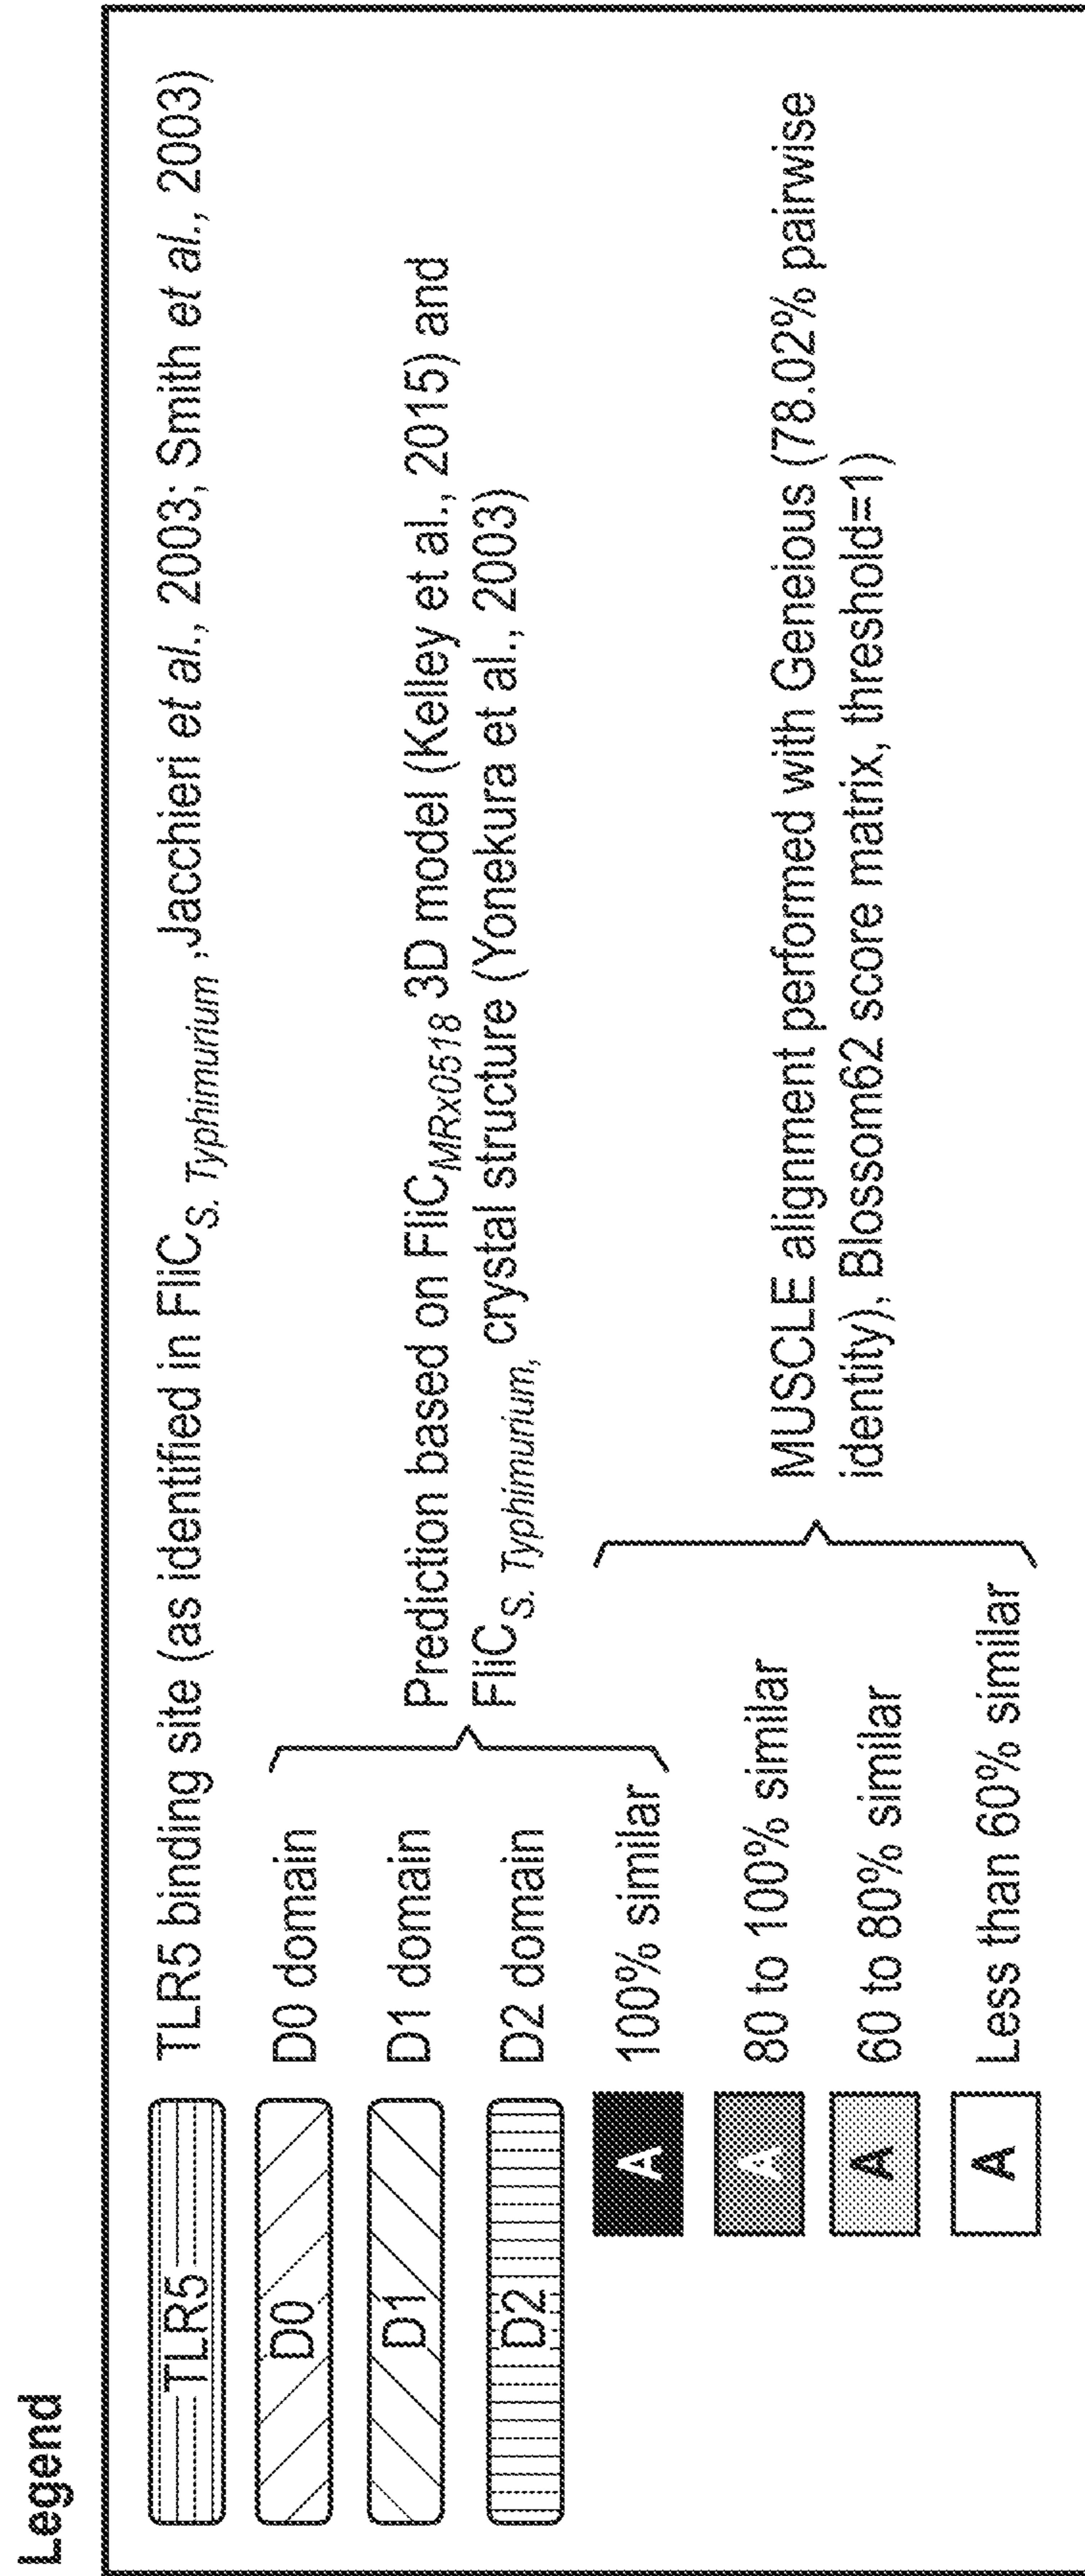 Legend
TLR5 TLR5 binding site (as identified in FliC S. Typhimurium ,Jacchieri et al., 2003; Smith et al., 2003)
D0 D0 domain
D1 D1 domain
D2 D2 domain
Prediction based on FliC MRx0518 3D model (Kelley et al., 2015) and
FliC S. Typhimurium, crystal structure (Yonekura et al., 2003)
A 100% similar
A 80 to 100% similar
A 60 to 80% similar
A Less than 60% similar
MUSCLE alignment performed with Geneious (78.02% pairwise
identity), Blossom62 score matrix, threshold=1)